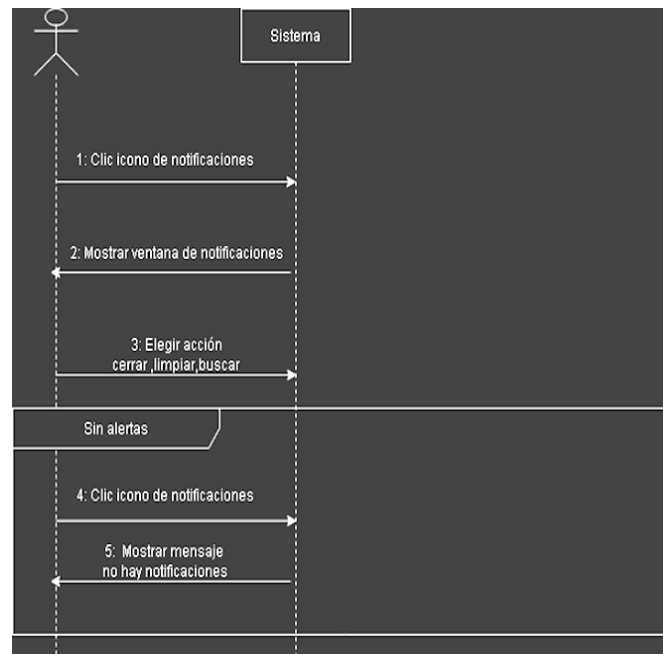 Sistema
1: Clic icono de notificaciones
2: Mostrar ventana de notificaciones
3: Elegir acción
cerrar ,limpiar,buscar
Sin alertas
4: Clic icono de notificaciones
5: Mostrar mensaje
no hay notificaciones